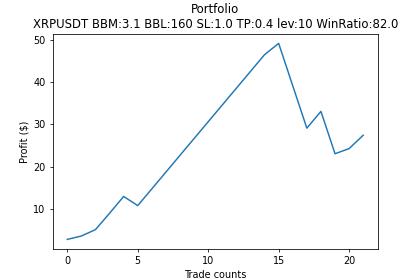 Portfolio
XRPUSDT BBM:3.1 BBL:160 SL:1.0 TP:0.4 lev:10 WinRatio:82.0
50
40
30
20
10
Profit ($)
0 5 10 15 20
Trade counts